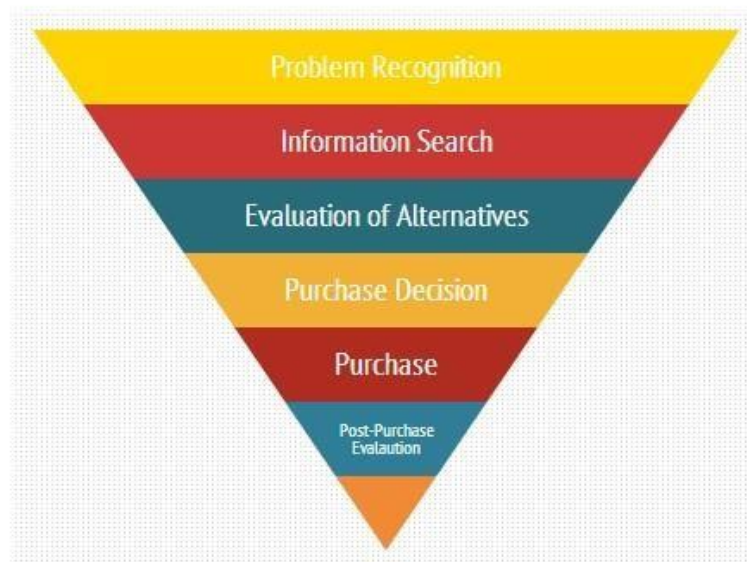 Problem Recognition
Information Search
Evaluation of Alternatives
Purchase Decision
Purchase
Post-Purchase
Evalaution